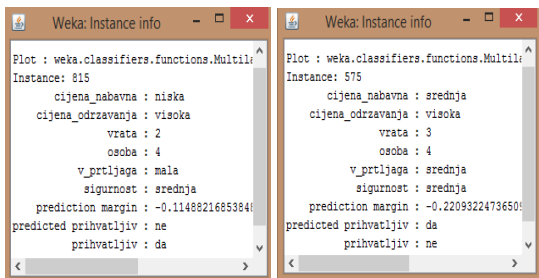 Weka: Instance info
Plot : weka.classifiers.functions.Multila
Instance: 815
cijena_nabavna : niska
cijena_odrzavanja : visoka
vrata : 2
osoba : 4
v_prtljaga : mala
sigurnost : srednja
prediction margin : -0.1148821685384
predicted prihvatljiv : ne
prihvatljiv : da
Weka: Instance info
Plot : weka.classifiers.functions.Multila
Instance: 575
cijena_nabavna : srednja
cijena_odrzavanja : visoka
vrata : 3
osoba : 4
v_prtljaga : srednja
sigurnost : srednja
prediction margin : -0.2209322473650
predicted prihvatljiv : da
prihvatljiv : ne